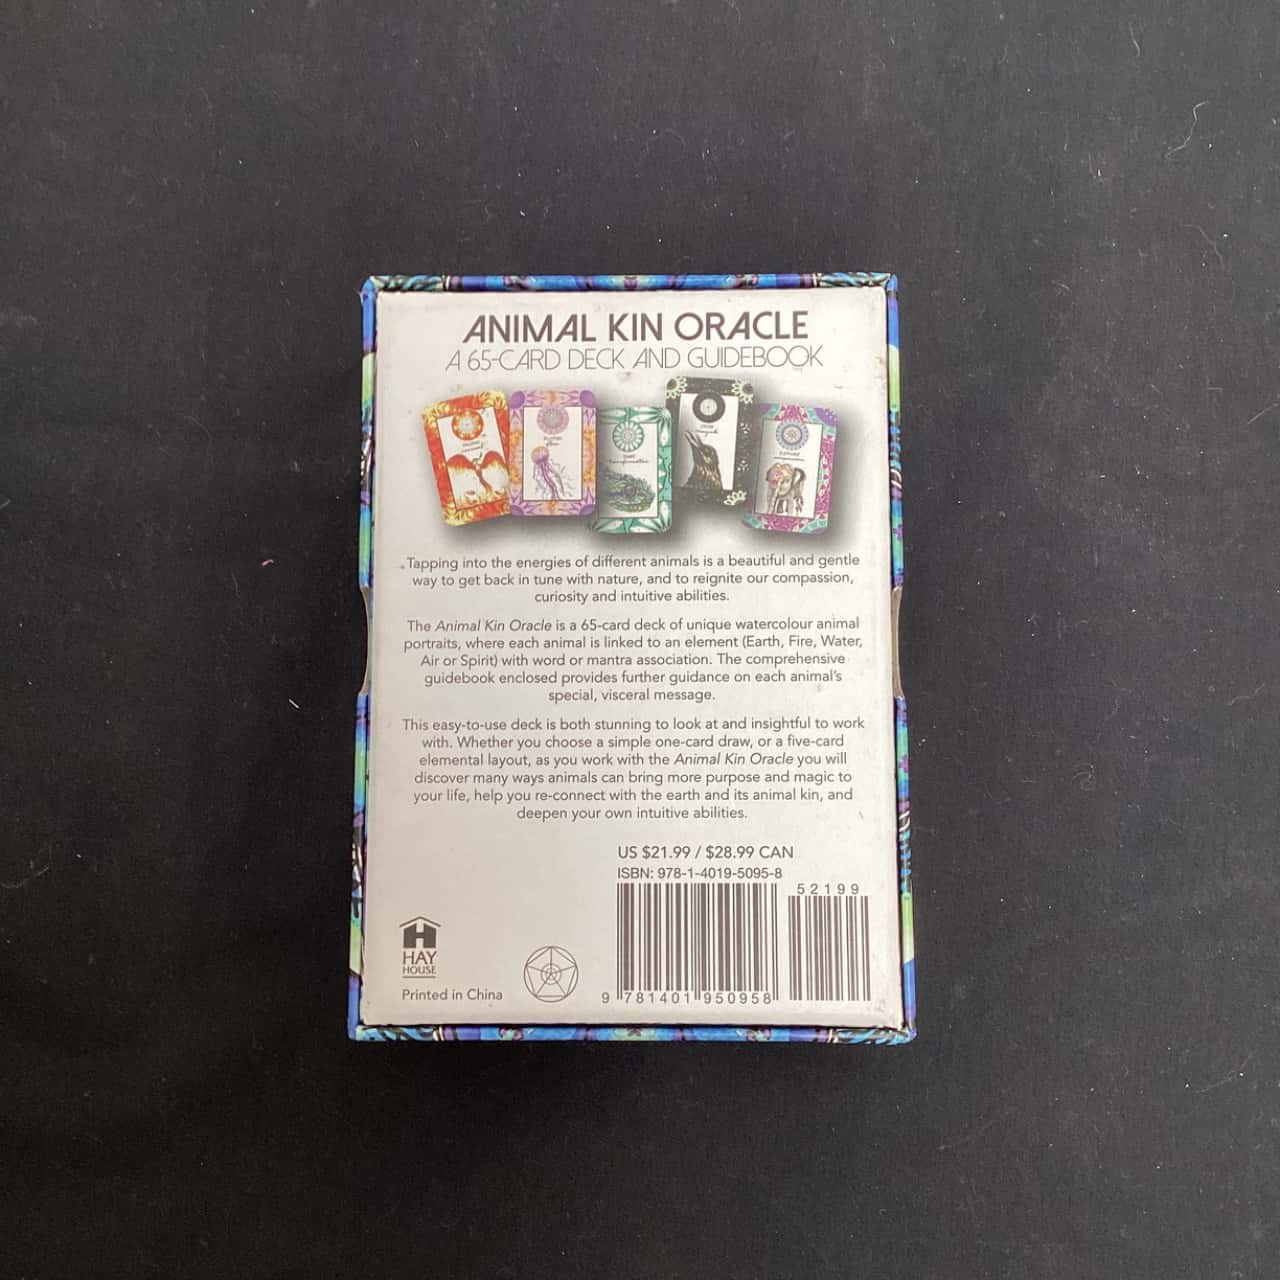 ANIMAL KIN ORACLE
A 65-CARD DECK AND GUIDEBOOK
Tapping into the energies of different animals is a beautiful and gentle
way to get back in tune with nature, and to reignite our compassion,
curiosity and intuitive abilities.
The Animal Kin Oracle is a 65-card deck of unique watercolour animal
portraits, where each animal is linked to an element (Earth, Fire, Water,
Air or Spirit) with word or mantra association. The comprehensive
guidebook enclosed provides further guidance on each animal's
special, visceral message.
This easy-to-use deck is both stunning to look at and insightful to work
with. Whether you choose a simple one-card draw, or a five-card
elemental layout, as you work with the Animal Kin Oracle you will
discover many ways animals can bring more purpose and magic to
your life, help you re-connect with the earth and its animal kin, and
deepen your own intuitive abilities.
US $21.99 / $28.99 CAN
ISBN: 978-1-4019-5095-8
52199
9 781401 950958
HAY
HOUSE
Printed in China